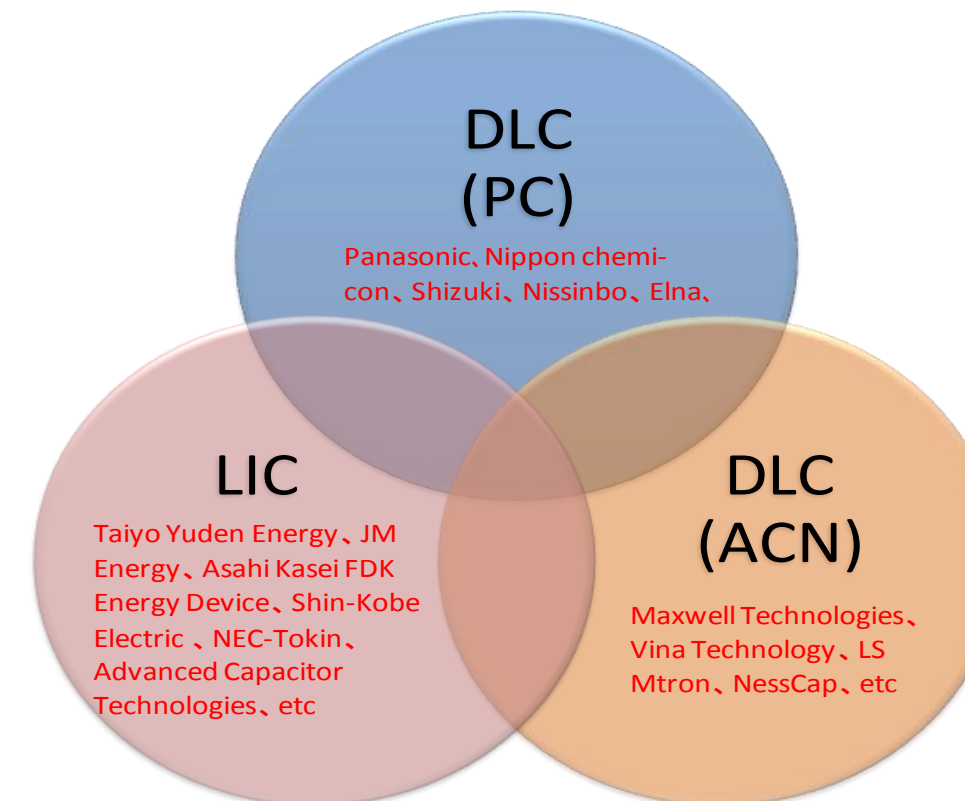 DLC
(PC)
Panasonic、Nippon chemi-
con、Shizuki、Nissinbo、Elna、
LIC
Taiyo Yuden Energy、JM
Energy、Asahi Kasei FDK
Energy Device、Shin-Kobe
Electric 、NEC-Tokin、
Advanced Capacitor
Technologies、etc
DLC
(ACN)
Maxwell Technologies、
Vina Technology、LS
Mtron、NessCap、etc